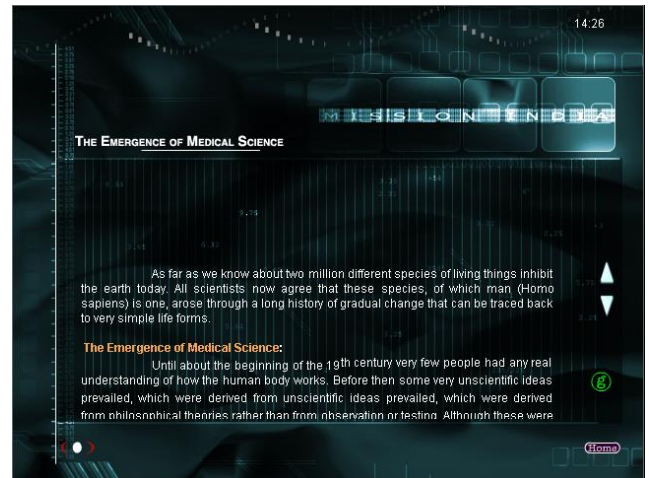 14:26
MISSION INDIA
THE EMERGENCE OF MEDICAL SCIENCE
As far as we know about two million different species of living things inhibit
the earth today. All scientists now agree that these species, of which man (Homo
sapiens) is one, arose through a long history of gradual change that can be traced back
to very simple life forms.
The Emergence of Medical Science:
Until about the beginning of the 19th century very few people had any real
understanding of how the human body works. Before then some very unscientific ideas
prevailed, which were derived from unscientific ideas prevailed, which were derived
from philosophical theories rather than from observation or testing. Although these were
g
Home